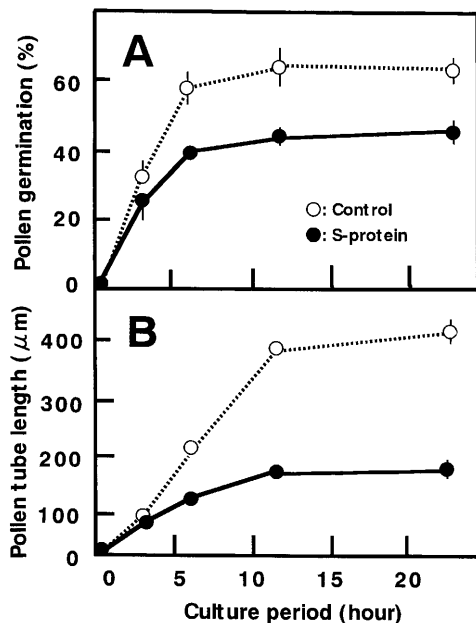 A
Pollen germination (%)
60
40
20
0
○: Control
●: S-protein
B
Pollen tube length (μm)
400
300
200
100
0
0 5 10 15 20
Culture period (hour)